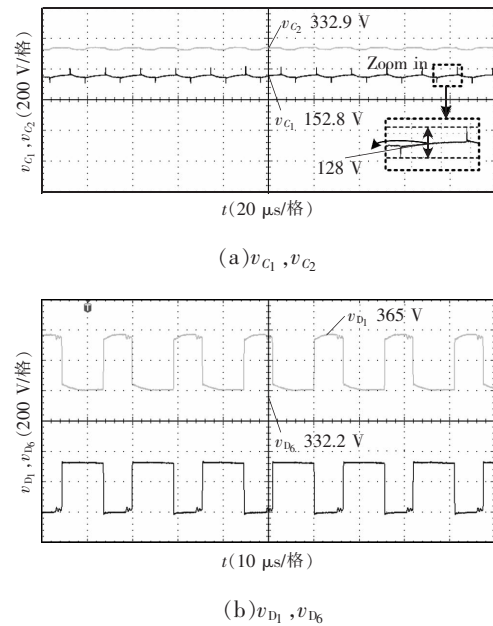 v_{C_2} 332.9 V
Zoom in
v_{C_1} 152.8 V
128 V
v_{C_1},v_{C_2}(200 V/格)
t(20 μs/格)
(a)v_{C_1},v_{C_2}
T
v_{D_1} 365 V
v_{D_6} 332.2 V
v_{D_1},v_{D_6}(200 V/格)
t(10 μs/格)
(b)v_{D_1},v_{D_6}